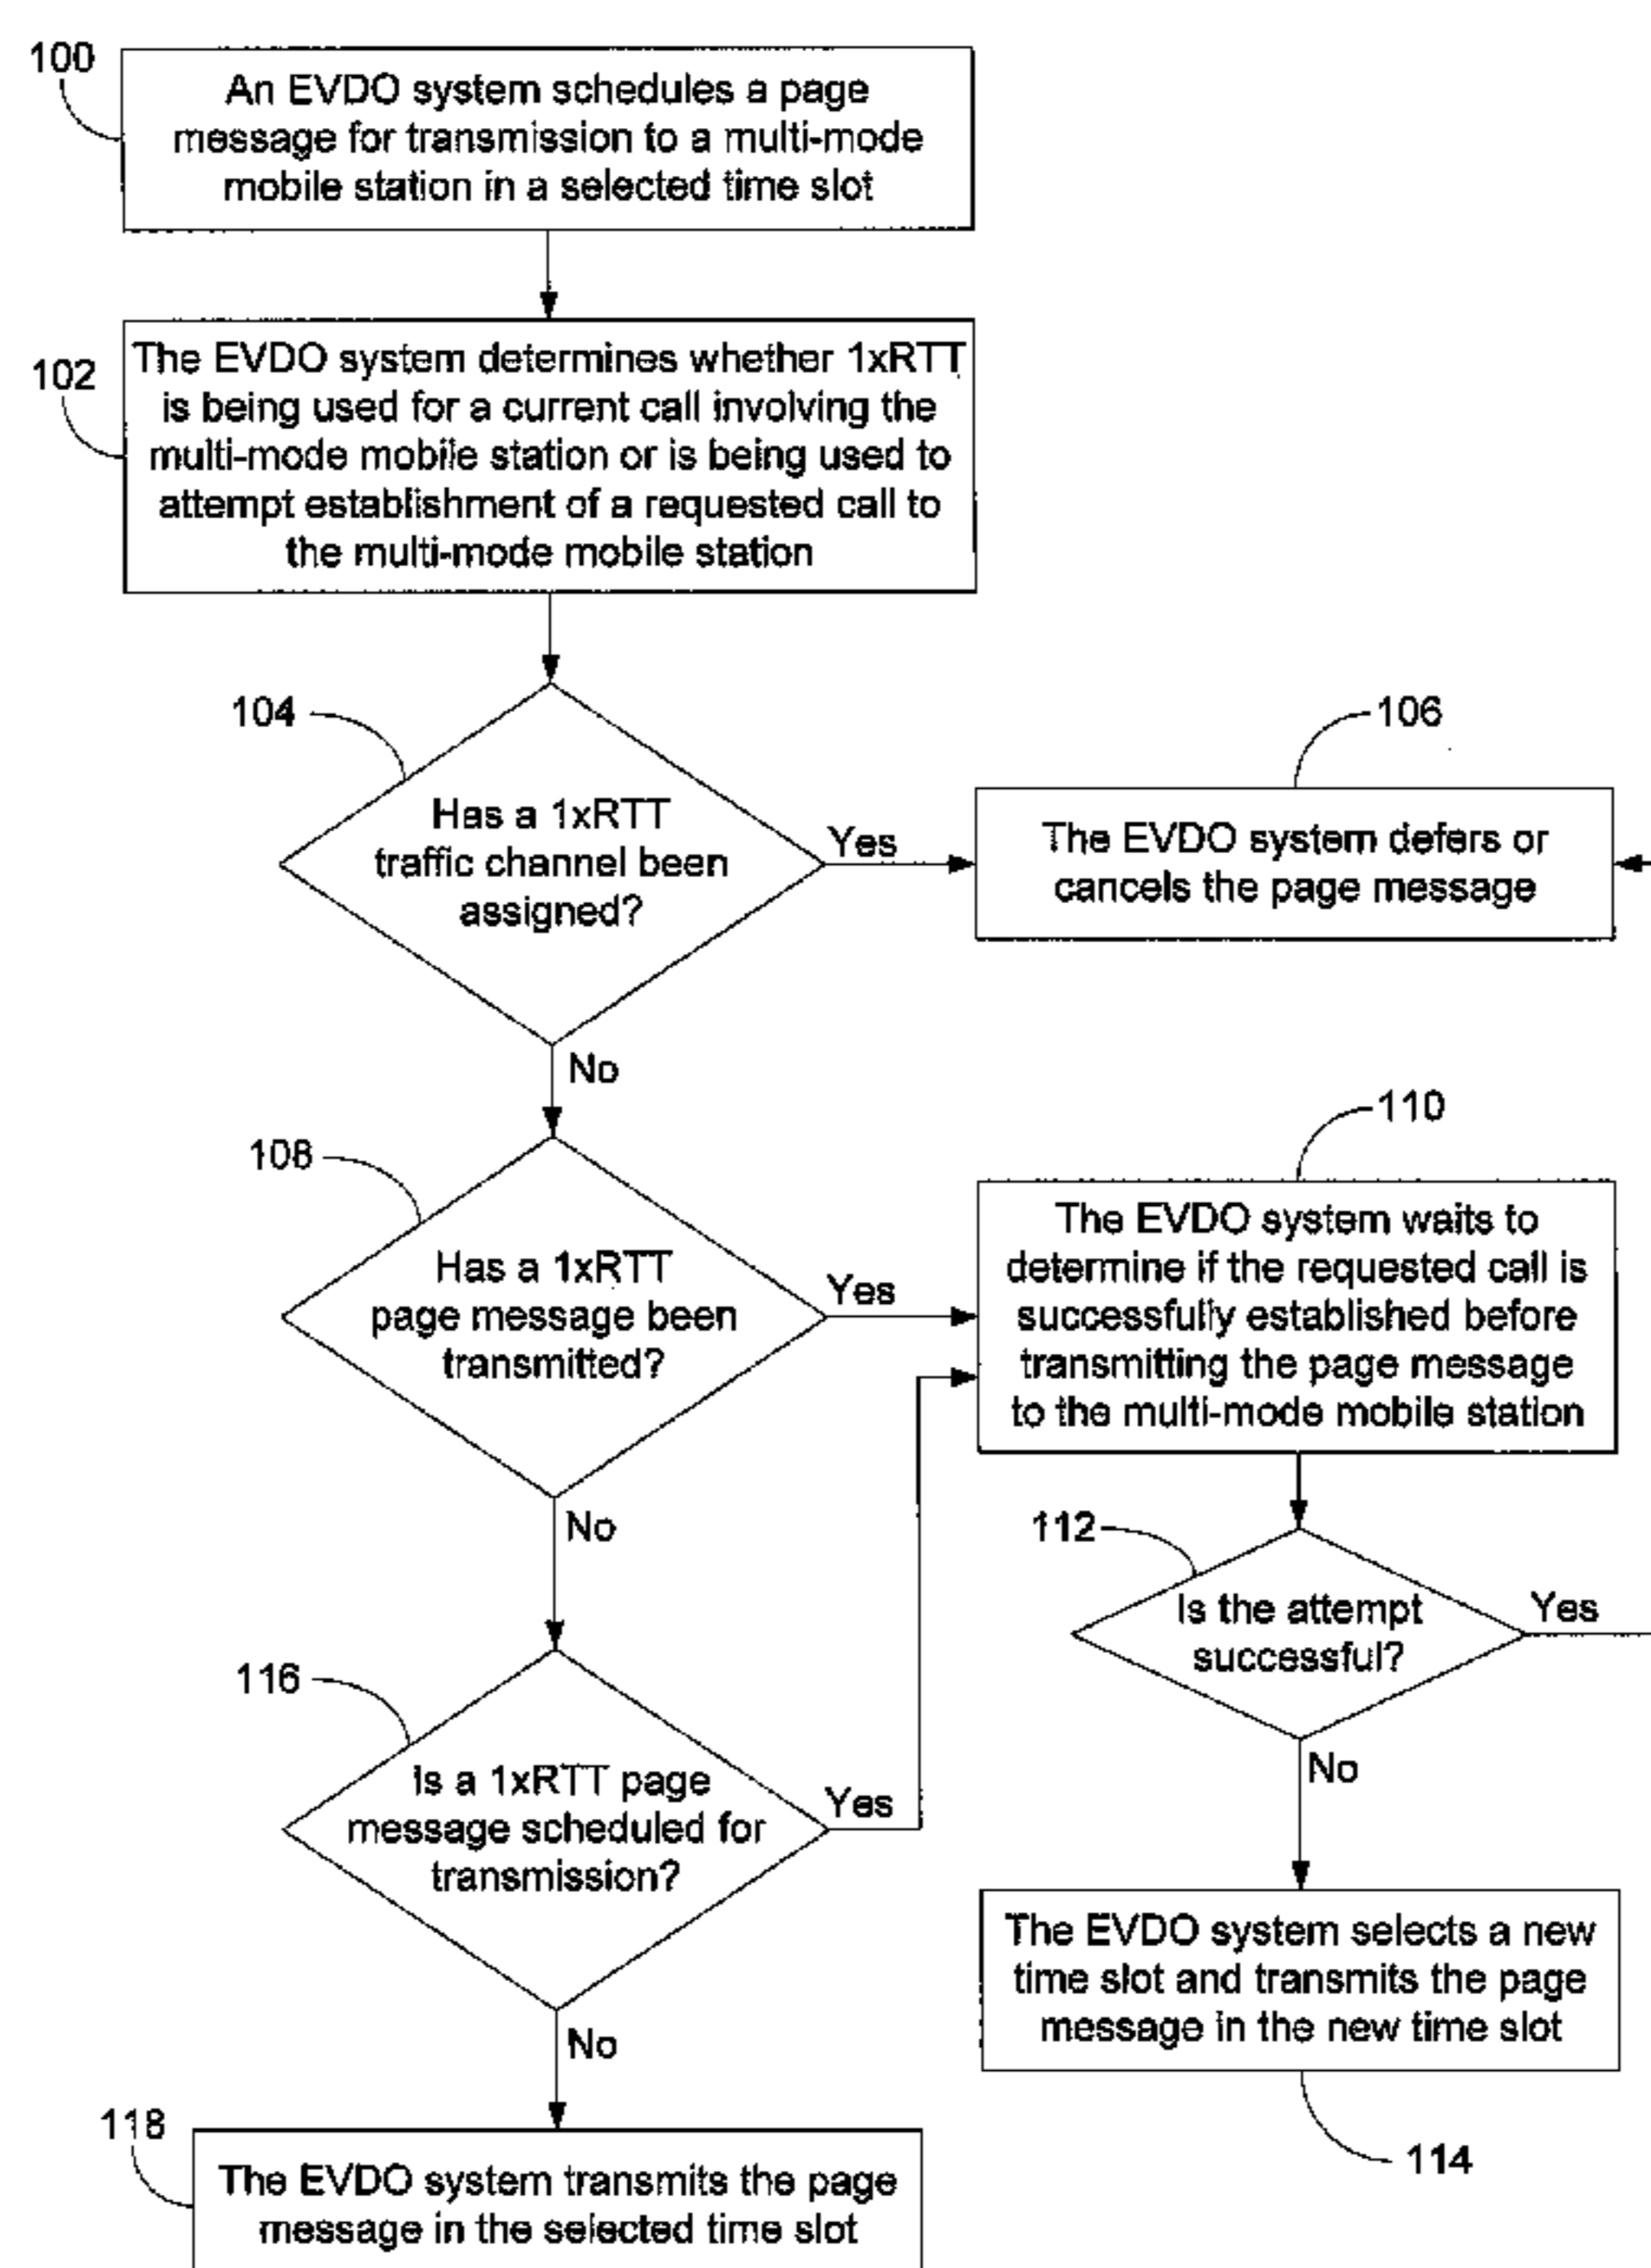 100
An EVDO system schedules a page
message for transmission to a multi-mode
mobile station in a selected time slot
102
The EVDO system determines whether 1xRTT
is being used for a current call involving the
multi-mode mobile station or is being used to
attempt establishment of a requested call to
the multi-mode mobile station
104
Has a 1xRTT
traffic channel been
assigned?
Yes
106
The EVDO system defers or
cancels the page message
No
108
Has a 1xRTT
page message been
transmitted?
Yes
110
The EVDO system waits to
determine if the requested call is
successfully established before
transmitting the page message
to the multi-mode mobile station
No
112
Is the attempt
successful?
Yes
No
116
Is a 1xRTT page
message scheduled for
transmission?
Yes
The EVDO system selects a new
time slot and transmits the page
message in the new time slot
114
No
118
The EVDO system transmits the page
message in the selected time slot